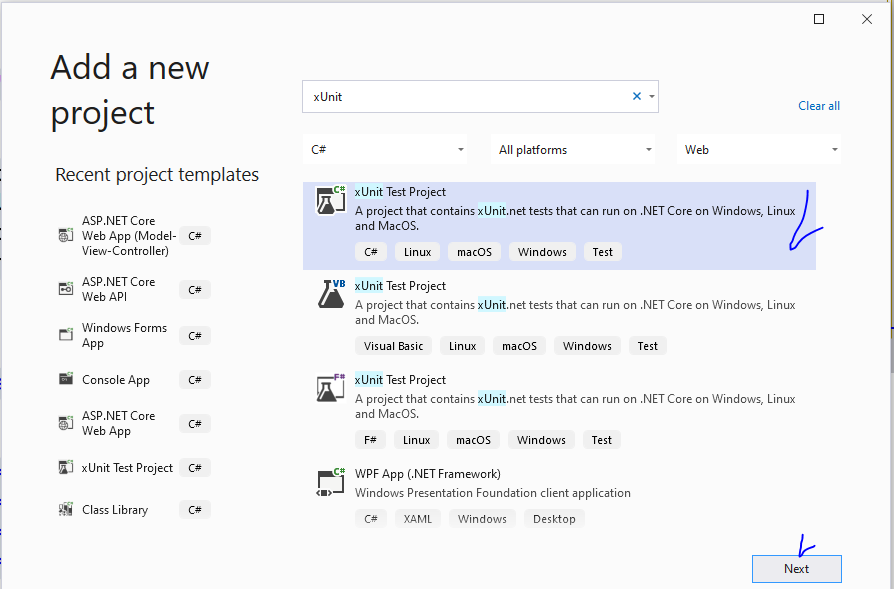 Add a new
project
xUnit
Clear all
C#
All platforms
Web
Recent project templates
ASP.NET Core
Web App (Model-
View-Controller)
C#
ASP.NET Core
Web API
C#
Windows Forms
App
C#
Console App
C#
ASP.NET Core
Web App
C#
xUnit Test Project
C#
Class Library
C#
C#
xUnit Test Project
A project that contains xUnit.net tests that can run on .NET Core on Windows, Linux
and MacOS.
C# Linux macOS Windows Test
VB
xUnit Test Project
A project that contains xUnit.net tests that can run on .NET Core on Windows, Linux
and MacOS.
Visual Basic Linux macOS Windows Test
F#
xUnit Test Project
A project that contains xUnit.net tests that can run on .NET Core on Windows, Linux
and MacOS.
F# Linux macOS Windows Test
C#
WPF App (.NET Framework)
Windows Presentation Foundation client application
C# XAML Windows Desktop
Next